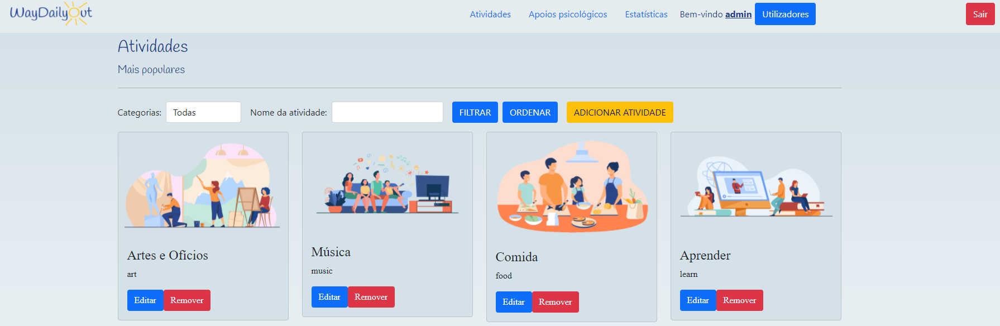 WayDailyOut
Atividades Apoios psicológicos Estatísticas Bem-vindo admin Utilizadores Sair
Atividades
Mais populares
Categorias: Todas Nome da atividade: FILTRAR ORDENAR ADICIONAR ATIVIDADE
Artes e Ofícios
art
Editar Remover
Música
music
Editar Remover
Comida
food
Editar Remover
Aprender
learn
Editar Remover